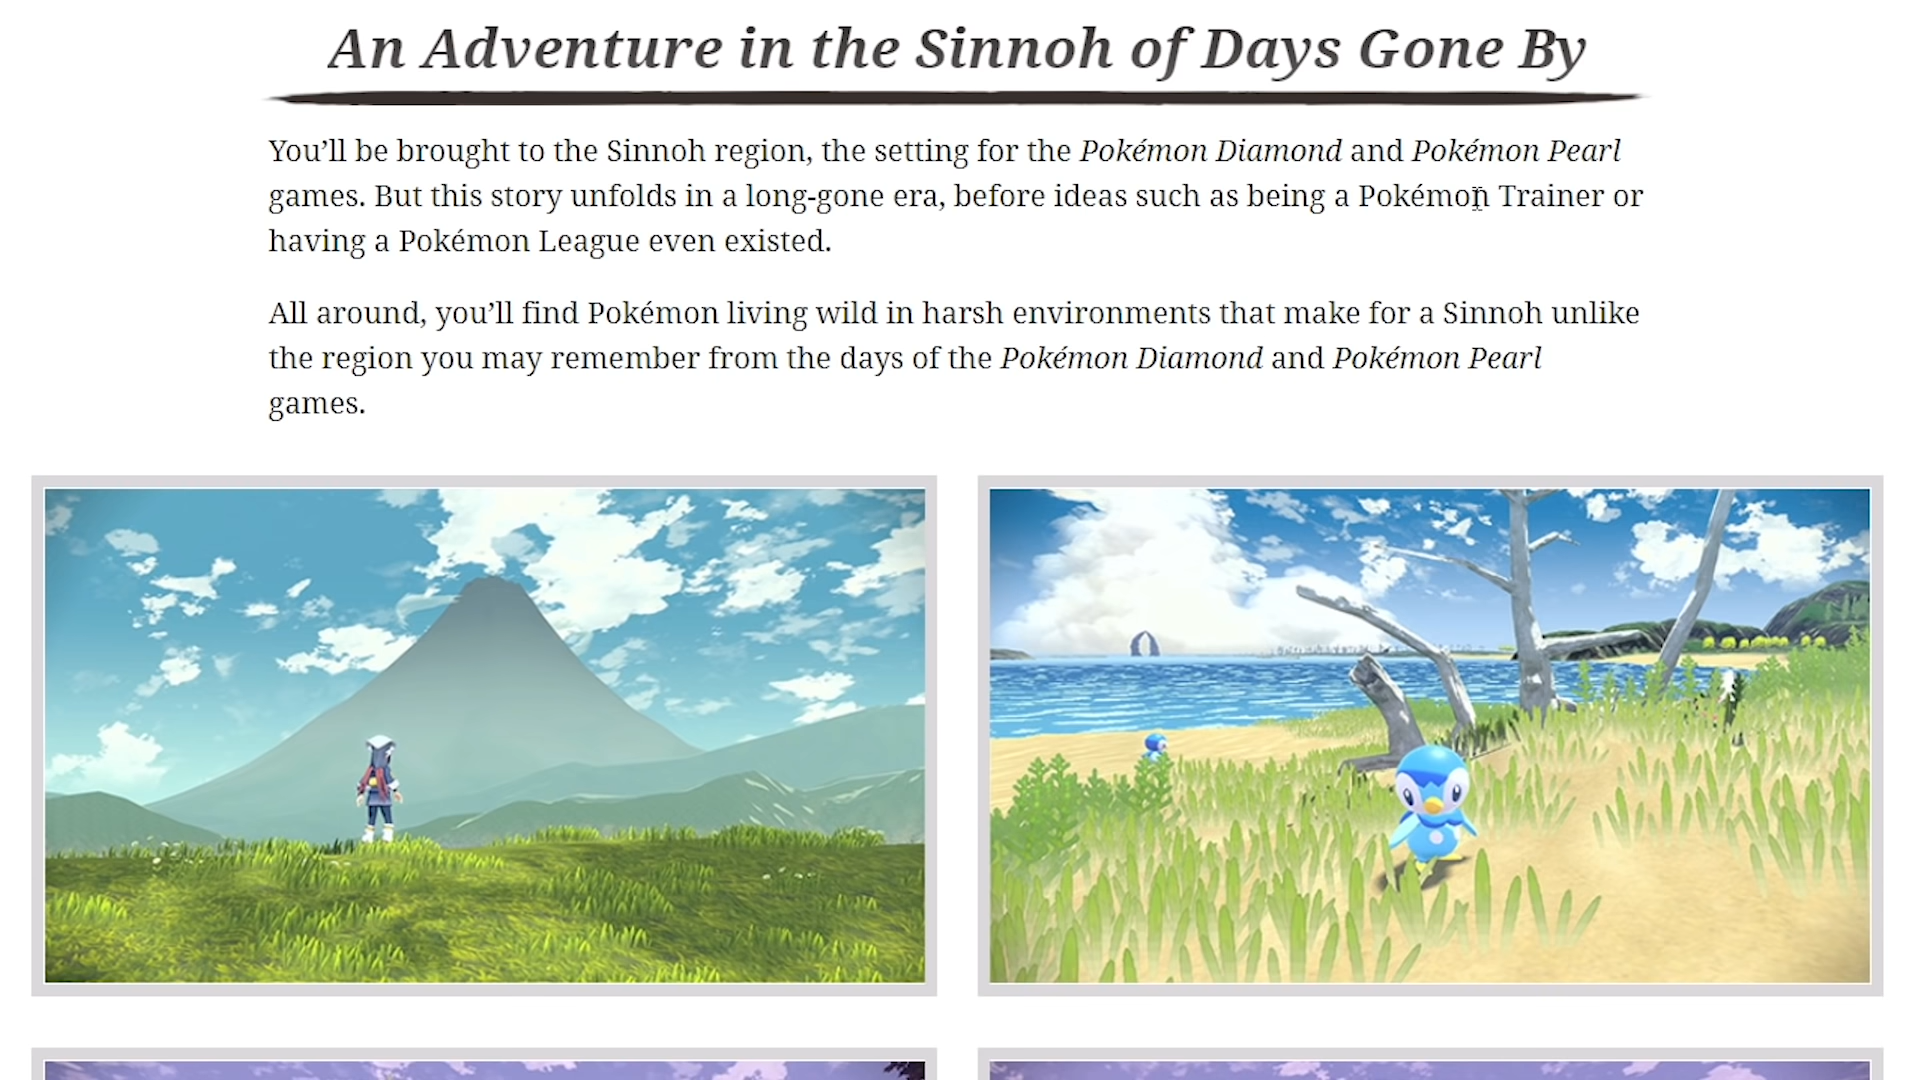 An Adventure in the Sinnoh of Days Gone By
You’ll be brought to the Sinnoh region, the setting for the Pokémon Diamond and Pokémon Pearl
games. But this story unfolds in a long-gone era, before ideas such as being a Pokémon Trainer or
having a Pokémon League even existed.
All around, you’ll find Pokémon living wild in harsh environments that make for a Sinnoh unlike
the region you may remember from the days of the Pokémon Diamond and Pokémon Pearl
games.